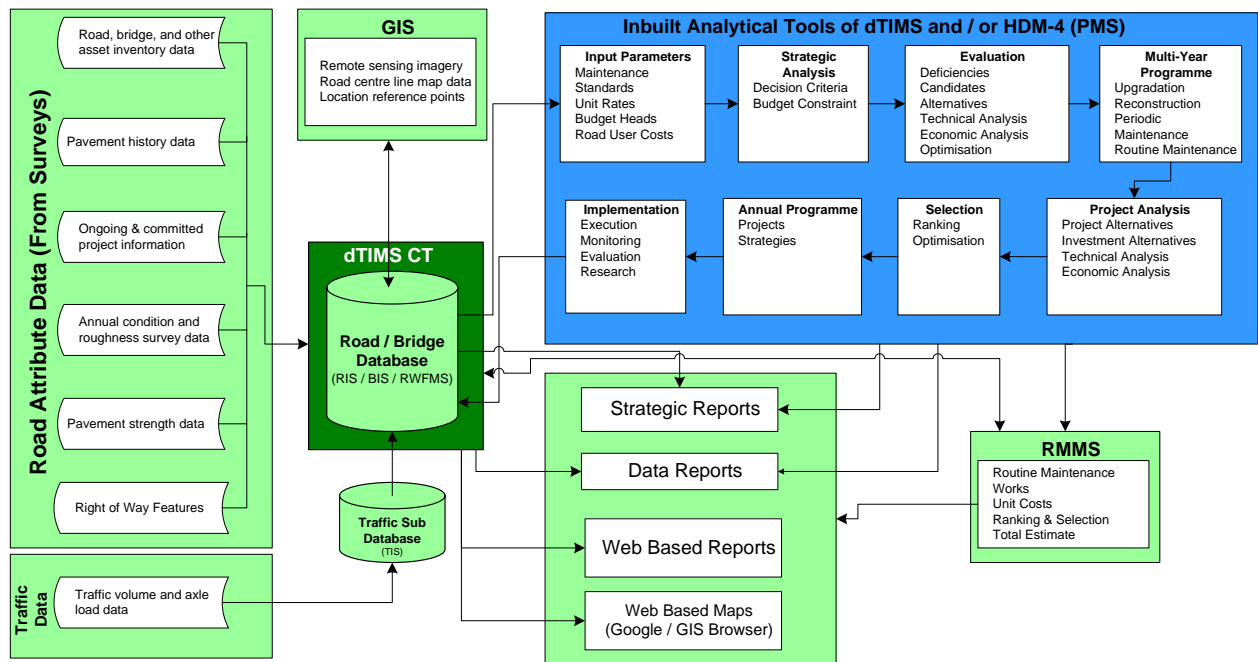 Road Attribute Data (From Surveys)
Road, bridge, and other
asset inventory data
Pavement history data
Ongoing & committed
project information
Annual condition and
roughness survey data
Pavement strength data
Right of Way Features
Traffic
Data
Traffic volume and axle
load data
GIS
Remote sensing imagery
Road centre line map data
Location reference points
dTIMS CT
Road / Bridge
Database
(RIS / BIS / RWFMS)
Traffic Sub
Database
(TIS)
Inbuilt Analytical Tools of dTIMS and / or HDM-4 (PMS)
Input Parameters
Maintenance
Standards
Unit Rates
Budget Heads
Road User Costs
Strategic
Analysis
Decision Criteria
Budget Constraint
Evaluation
Deficiencies
Candidates
Alternatives
Technical Analysis
Economic Analysis
Optimisation
Multi-Year
Programme
Upgradation
Reconstruction
Periodic
Maintenance
Routine Maintenance
Implementation
Execution
Monitoring
Evaluation
Research
Annual Programme
Projects
Strategies
Selection
Ranking
Optimisation
Project Analysis
Project Alternatives
Investment Alternatives
Technical Analysis
Economic Analysis
Strategic Reports
Data Reports
Web Based Reports
Web Based Maps
(Google / GIS Browser)
RMMS
Routine Maintenance
Works
Unit Costs
Ranking & Selection
Total Estimate